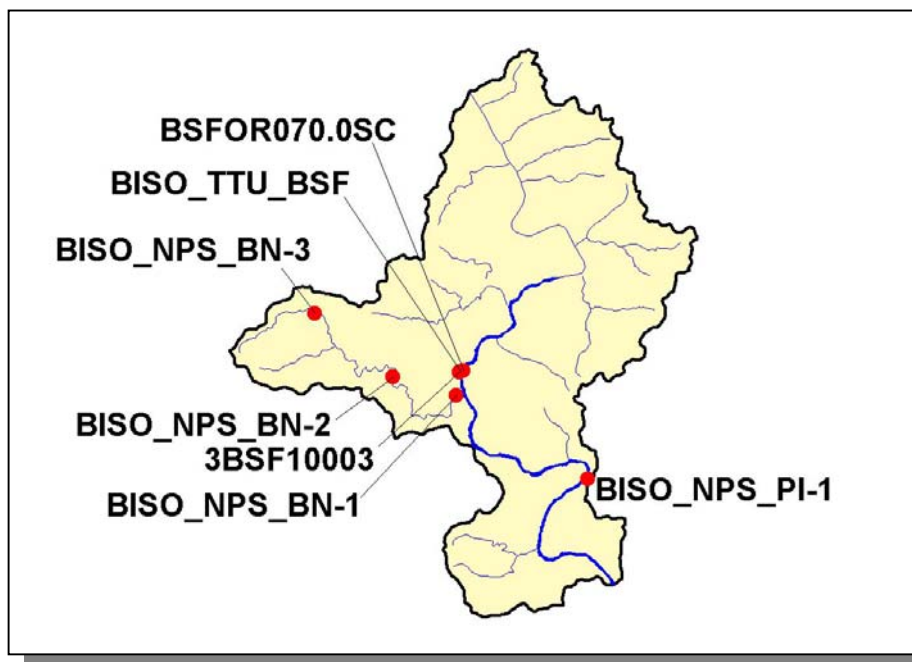 BSFOR070.0SC
BISO_TTU_BSF
BISO_NPS_BN-3
BISO_NPS_BN-2
3BSF10003
BISO_NPS_BN-1
BISO_NPS_PI-1